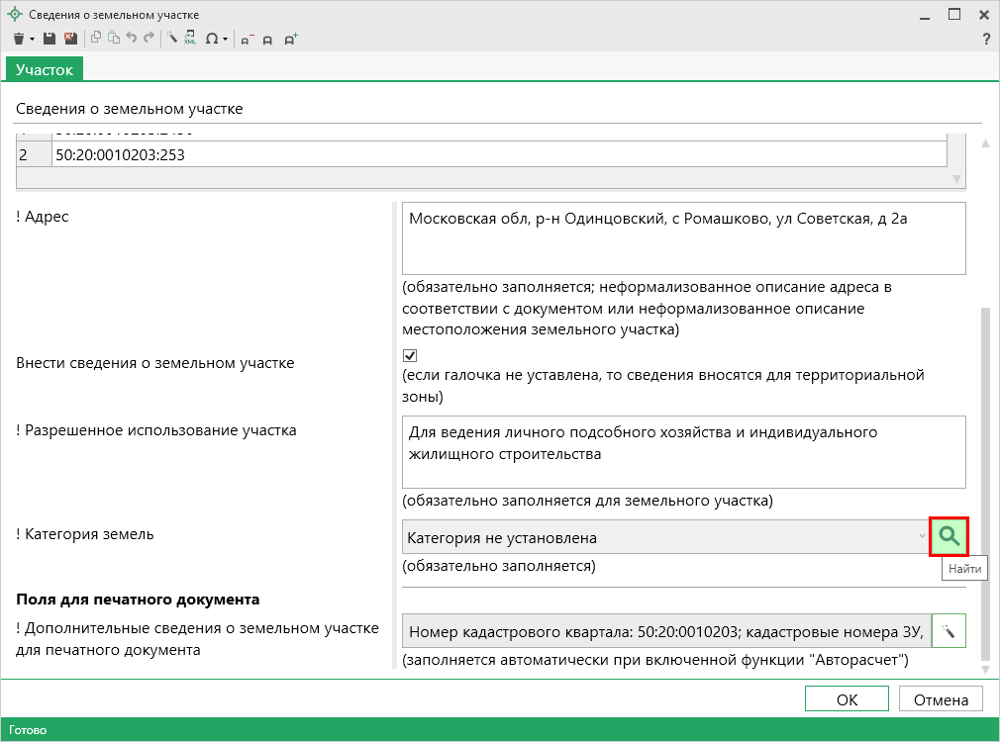 Сведения о земельном участке
XML
Ω
A⁻ A A⁺
?
Участок
Сведения о земельном участке
2 50:20:0010203:253
! Адрес
Московская обл, р-н Одинцовский, с Ромашково, ул Советская, д 2а
(обязательно заполняется; неформализованное описание адреса в
соответствии с документом или неформализованное описание
местоположения земельного участка)
Внести сведения о земельном участке
(если галочка не уставлена, то сведения вносятся для территориальной
зоны)
! Разрешенное использование участка
Для ведения личного подсобного хозяйства и индивидуального
жилищного строительства
(обязательно заполняется для земельного участка)
! Категория земель
Категория не установлена
(обязательно заполняется)
Найти
Поля для печатного документа
! Дополнительные сведения о земельном участке
для печатного документа
Номер кадастрового квартала: 50:20:0010203; кадастровые номера ЗУ,
(заполняется автоматически при включенной функции "Авторасчет")
ОК
Отмена
Готово